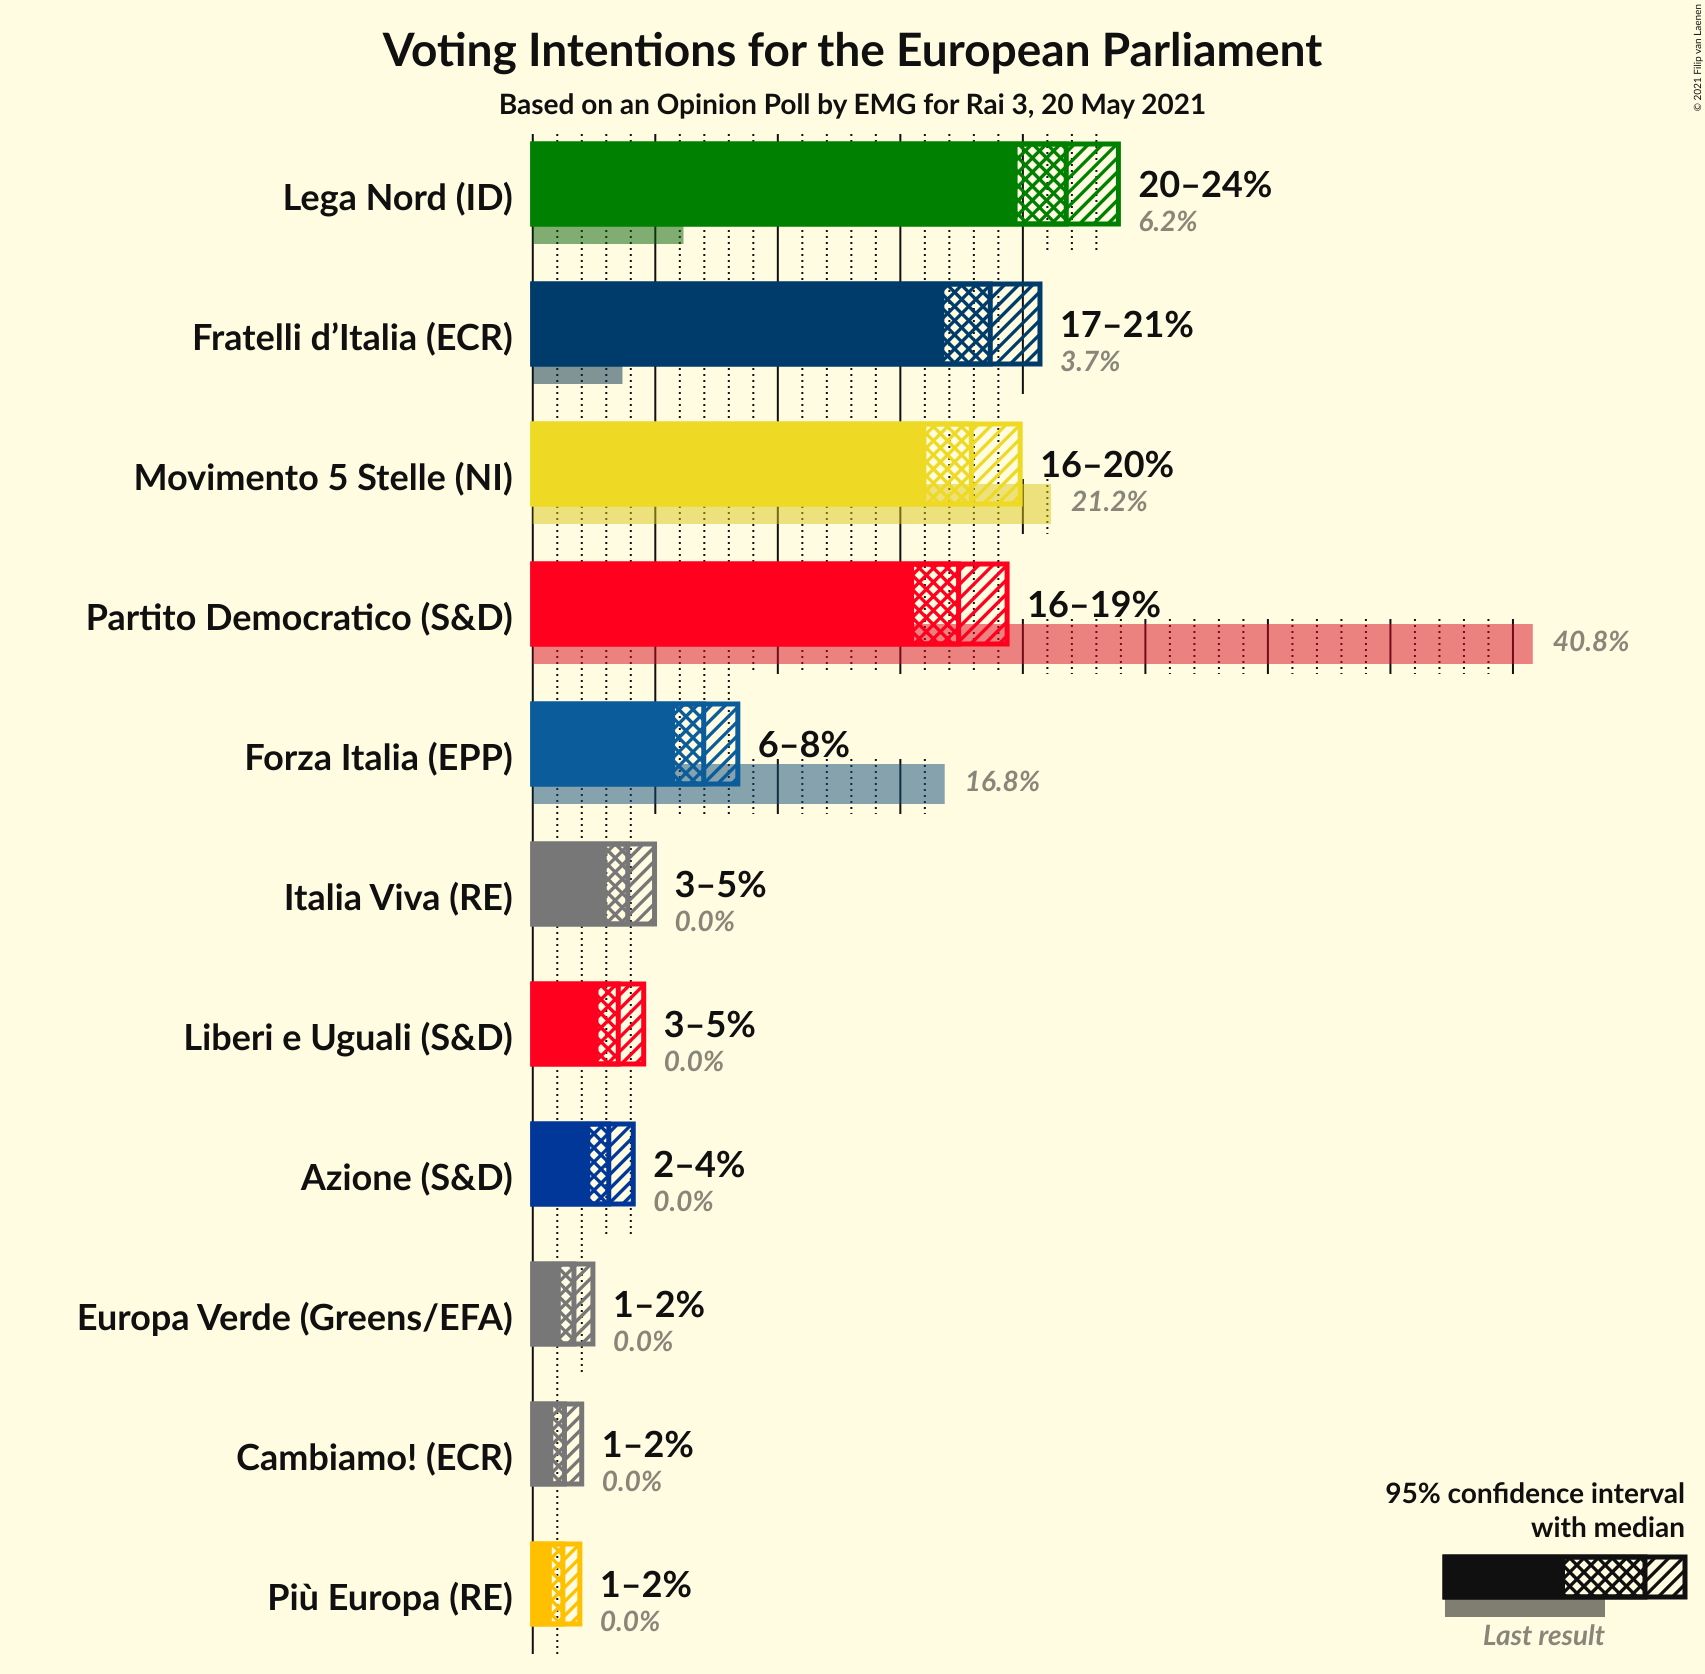 Voting Intentions for the European Parliament
Based on an Opinion Poll by EMG for Rai 3, 20 May 2021
© 2021 Filip van Laenen
Lega Nord (ID)
20–24%
6.2%
Fratelli d’Italia (ECR)
17–21%
3.7%
Movimento 5 Stelle (NI)
16–20%
21.2%
Partito Democratico (S&D)
16–19%
40.8%
Forza Italia (EPP)
6–8%
16.8%
Italia Viva (RE)
3–5%
0.0%
Liberi e Uguali (S&D)
3–5%
0.0%
Azione (S&D)
2–4%
0.0%
Europa Verde (Greens/EFA)
1–2%
0.0%
Cambiamo! (ECR)
1–2%
0.0%
Più Europa (RE)
1–2%
0.0%
95% confidence interval
with median
Last result